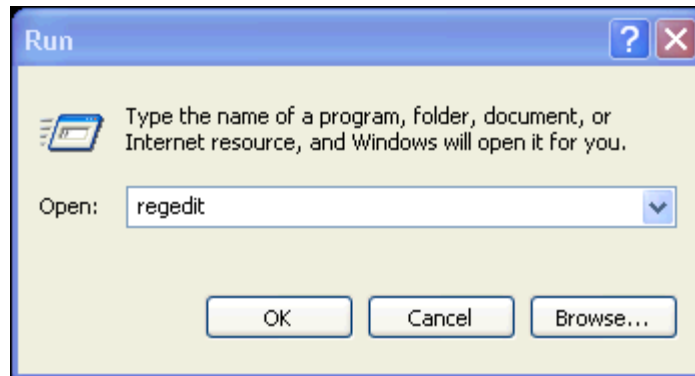 Run
Type the name of a program, folder, document, or
Internet resource, and Windows will open it for you.
Open: regedit
OK Cancel Browse...